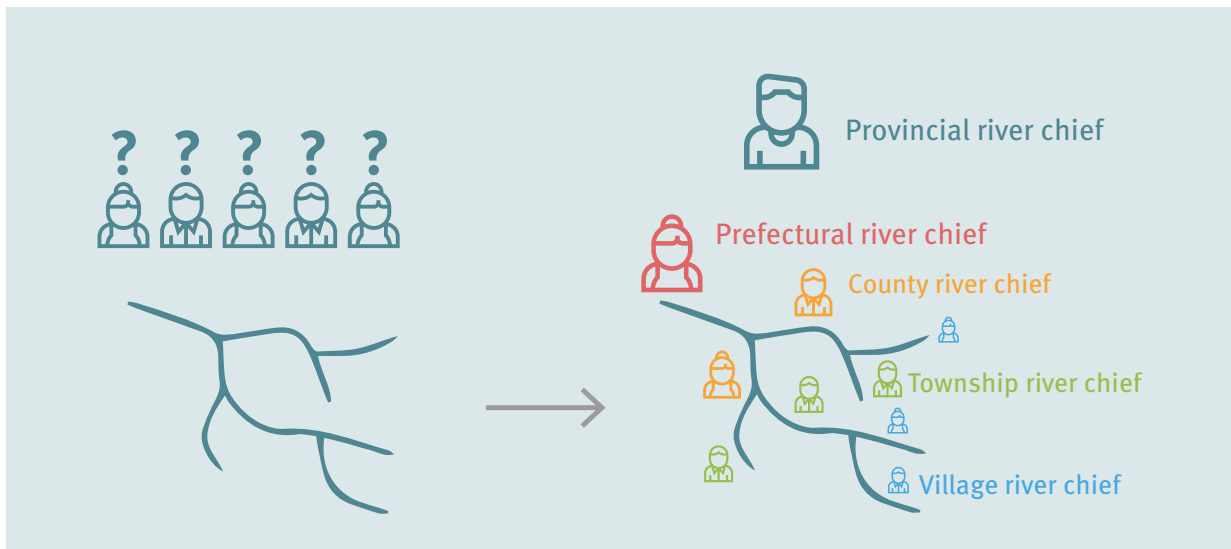 ? ? ? ? ?
Provincial river chief
Prefectural river chief
County river chief
Township river chief
Village river chief